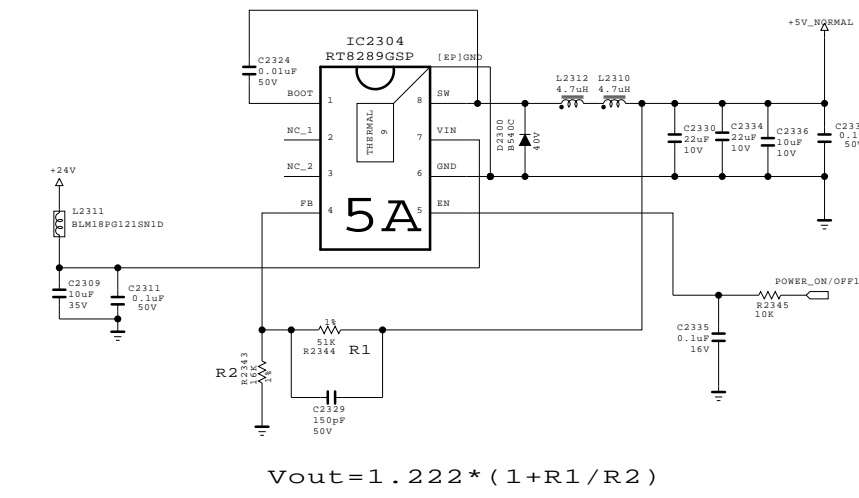 +5V_NORMAL
IC2304
RT8289GSP
[EP]GND
C2324
0.01uF
50V
BOOT
1
NC_1
2
NC_2
3
FB
4
THERMAL
9
5A
8
SW
7
VIN
6
GND
5
EN
L2312
4.7uH
L2310
4.7uH
D2300
B540C
40V
C2330
22uF
10V
C2334
22uF
10V
C2336
10uF
10V
50V
+24V
L2311
BLM18PG121SN1D
C2309
10uF
35V
C2311
0.1uF
50V
1%
51K
R2344
R1
R2
R2343
16K
1%
C2329
150pF
50V
POWER_ON/OFF1
R2345
10K
C2335
0.1uF
16V
Vout=1.222*(1+R1/R2)